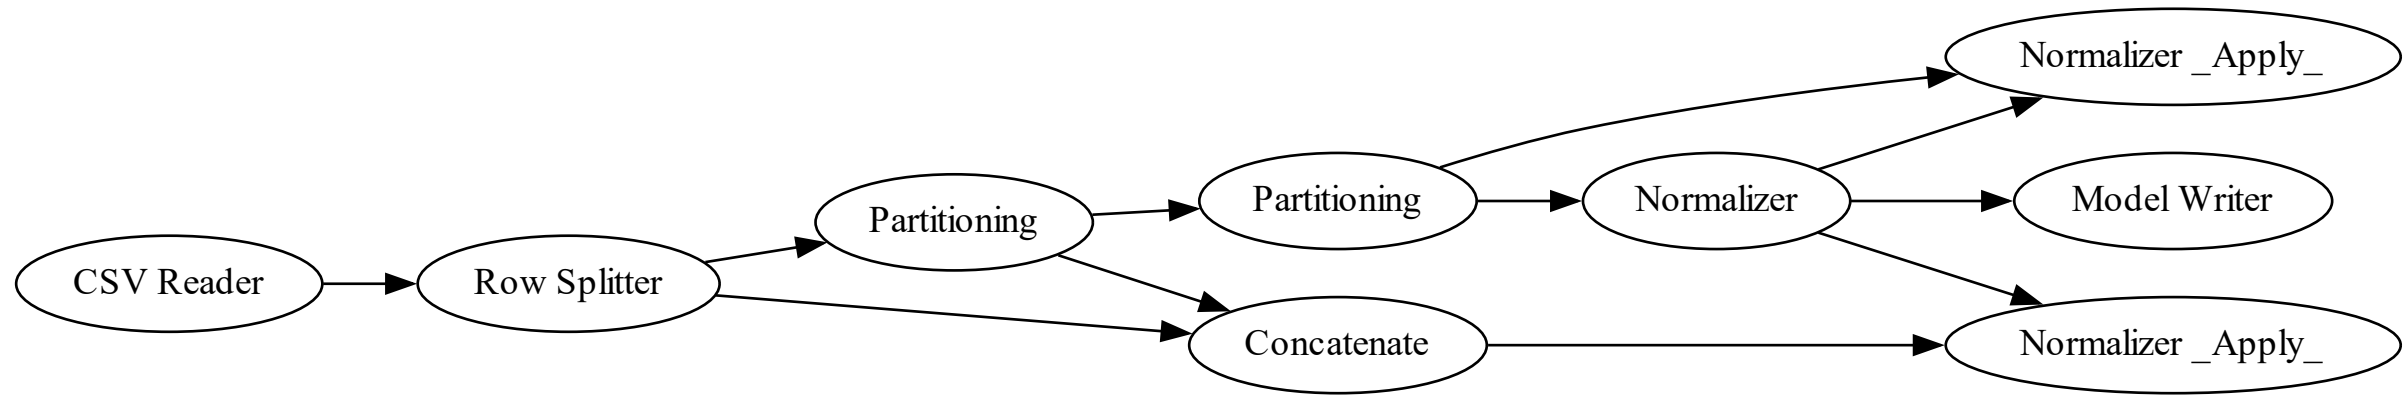 CSV Reader
Row Splitter
Partitioning
Partitioning
Concatenate
Normalizer
Normalizer _Apply_
Model Writer
Normalizer _Apply_